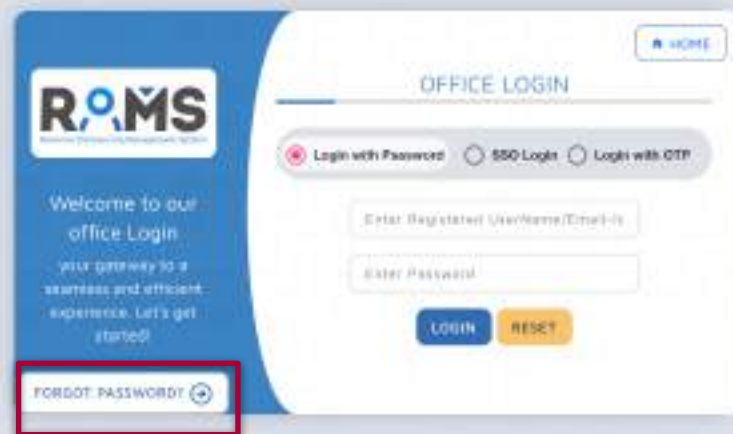 HOME
OFFICE LOGIN
RAMS
Login with Password SSO Login Login with OTP
Welcome to our
office Login
your gateway to a
seamless and efficient
experience. Let's get
started!
Enter Registered UserName/Email-Id
Enter Password
LOGIN RESET
FORGOT PASSWORD?